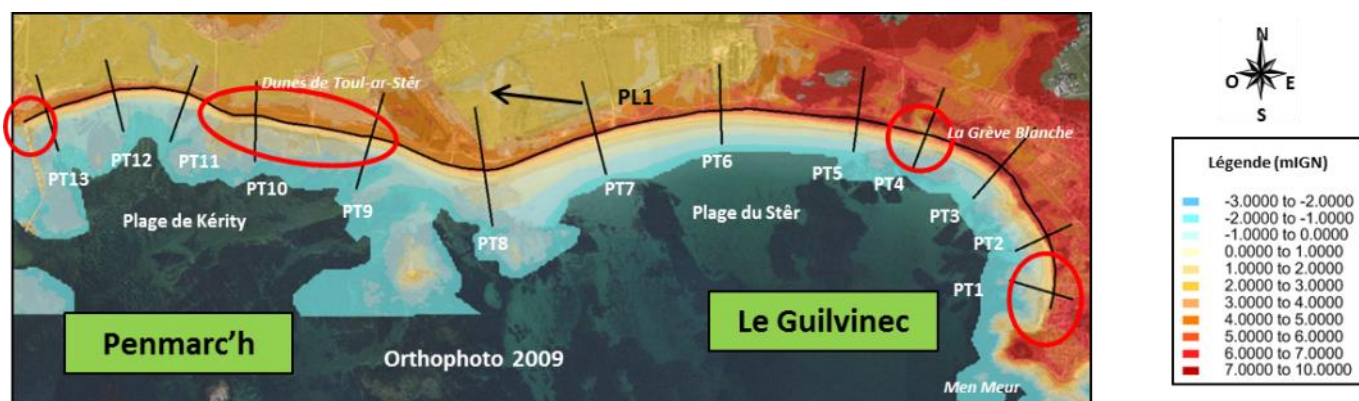 Dunes de Toul-ar-Stêr
PL1
La Grève Blanche
PT13
PT12
PT11
PT10
PT9
PT8
PT7
PT6
PT5
PT4
PT3
PT2
PT1
Plage de Kérity
Plage du Stêr
Penmarc'h
Le Guilvinec
Orthophoto 2009
Men Meur
N
O
E
S
Légende (mIGN)
-3.0000 to -2.0000
-2.0000 to -1.0000
-1.0000 to 0.0000
0.0000 to 1.0000
1.0000 to 2.0000
2.0000 to 3.0000
3.0000 to 4.0000
4.0000 to 5.0000
5.0000 to 6.0000
6.0000 to 7.0000
7.0000 to 10.0000